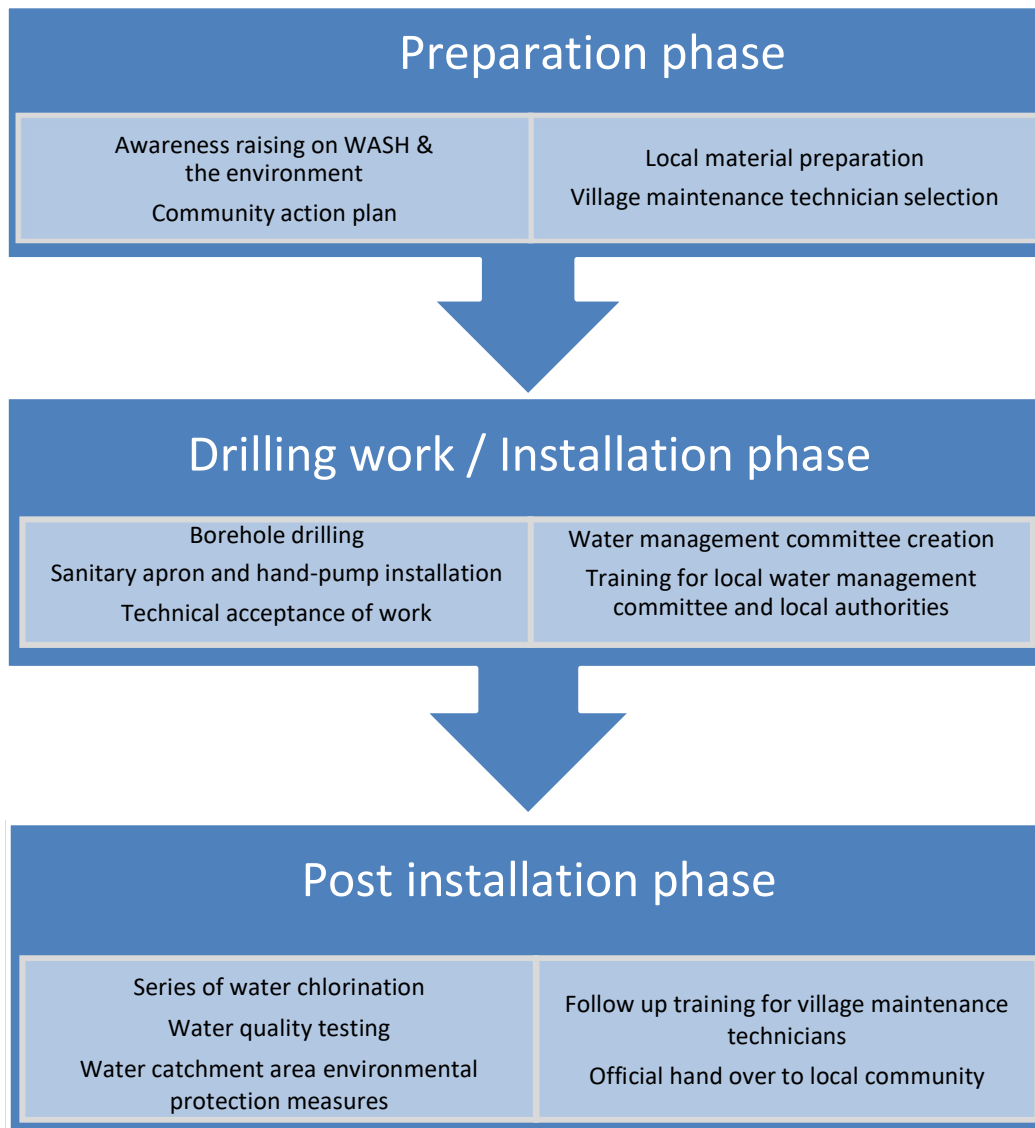 Preparation phase
Awareness raising on WASH &
the environment
Community action plan
Local material preparation
Village maintenance technician selection
Drilling work / Installation phase
Borehole drilling
Sanitary apron and hand-pump installation
Technical acceptance of work
Water management committee creation
Training for local water management
committee and local authorities
Post installation phase
Series of water chlorination
Water quality testing
Water catchment area environmental
protection measures
Follow up training for village maintenance
technicians
Official hand over to local community